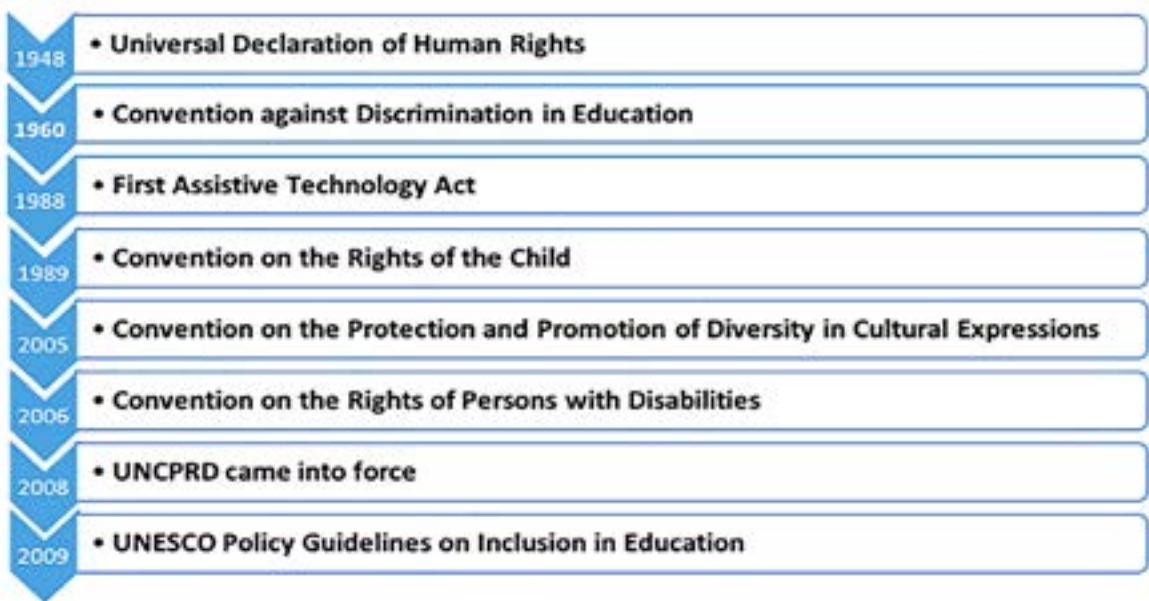 1948
• Universal Declaration of Human Rights
1960
• Convention against Discrimination in Education
1988
• First Assistive Technology Act
1989
• Convention on the Rights of the Child
2005
• Convention on the Protection and Promotion of Diversity in Cultural Expressions
2006
• Convention on the Rights of Persons with Disabilities
2008
• UNCPRD came into force
2009
• UNESCO Policy Guidelines on Inclusion in Education